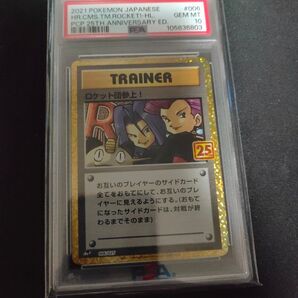 2021 POKEMON JAPANESE #006
HR.CMS.TM.ROCKET!-HL. GEM MT
PCP 25TH ANNIVERSARY ED. 10
PSA 105636803
TRAINER
ロケット団参上!
R
25
お互いのプレイヤーのサイドカード
全てをおもてにして、お互いの
プレイヤーに見えるようにする。(おもて
になったサイドカードは、対戦が終
わるまでそのまま)
PSA